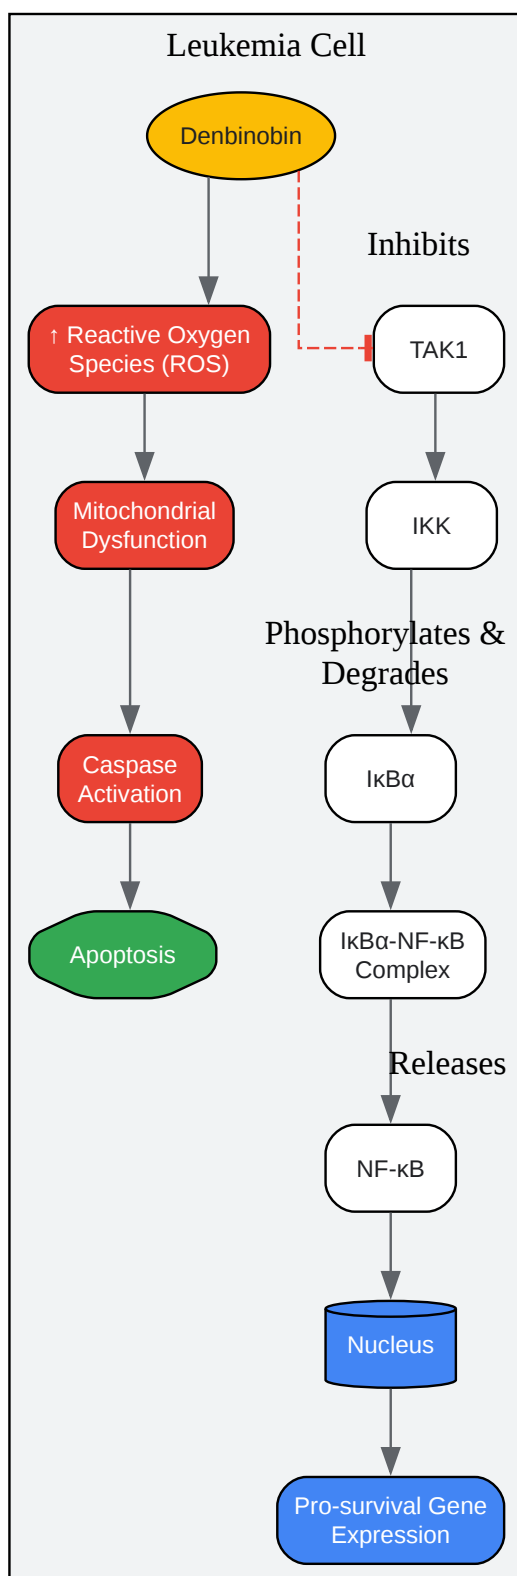 Leukemia Cell
Denbinobin
Inhibits
↑ Reactive Oxygen
Species (ROS)
TAK1
Mitochondrial
Dysfunction
IKK
Phosphorylates &
Degrades
Caspase
Activation
IκBα
Apoptosis
IκBα-NF-κB
Complex
Releases
NF-κB
Nucleus
Pro-survival Gene
Expression